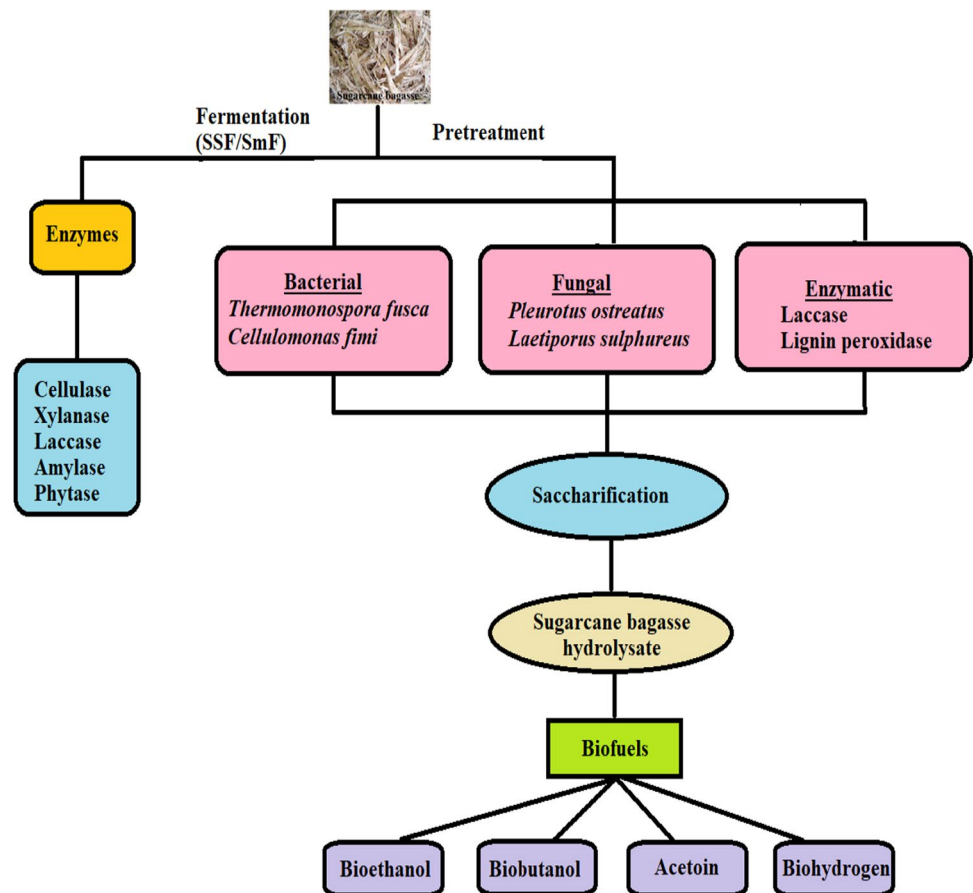 Sugarcane bagasse
Fermentation
(SSF/SmF)
Pretreatment
Enzymes
Bacterial
Thermomonospora fusca
Cellulomonas fimi
Fungal
Pleurotus ostreatus
Laetiporus sulphureus
Enzymatic
Laccase
Lignin peroxidase
Cellulase
Xylanase
Laccase
Amylase
Phytase
Saccharification
Sugarcane bagasse
hydrolysate
Biofuels
Bioethanol
Biobutanol
Acetoin
Biohydrogen